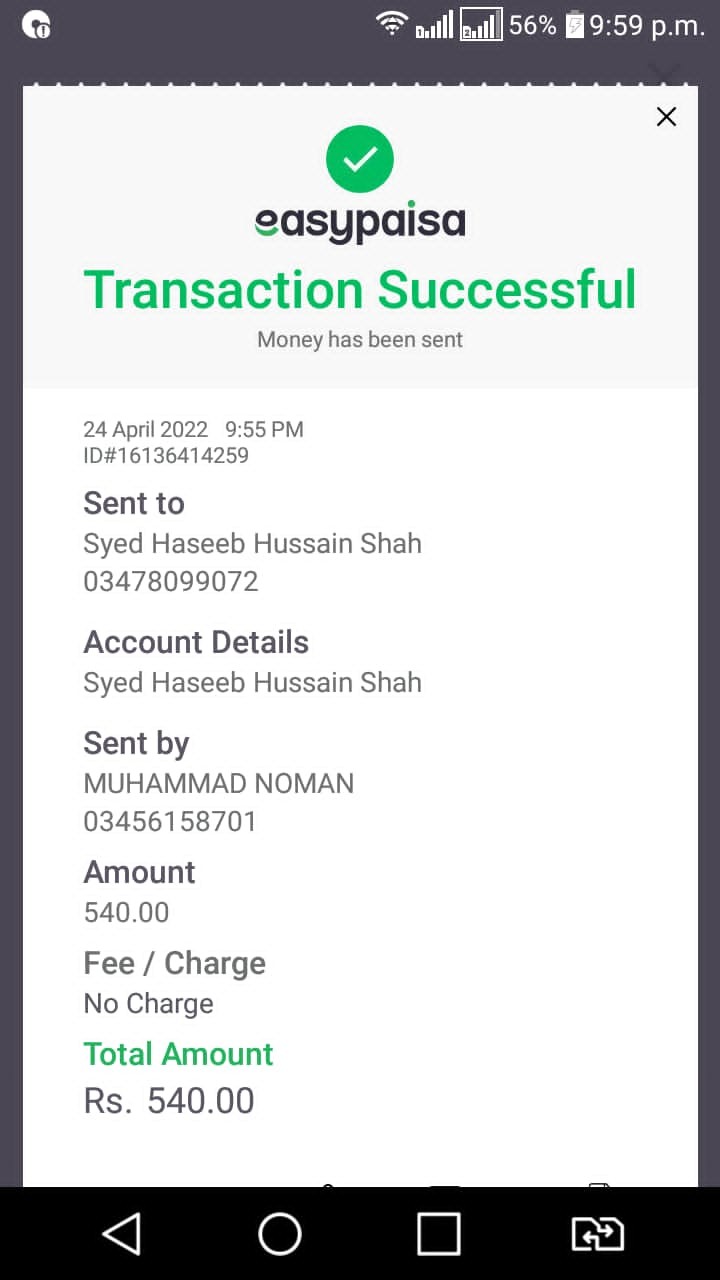 56% 9:59 p.m.
easypaisa
Transaction Successful
Money has been sent
24 April 2022 9:55 PM
ID#16136414259
Sent to
Syed Haseeb Hussain Shah
03478099072
Account Details
Syed Haseeb Hussain Shah
Sent by
MUHAMMAD NOMAN
03456158701
Amount
540.00
Fee / Charge
No Charge
Total Amount
Rs. 540.00